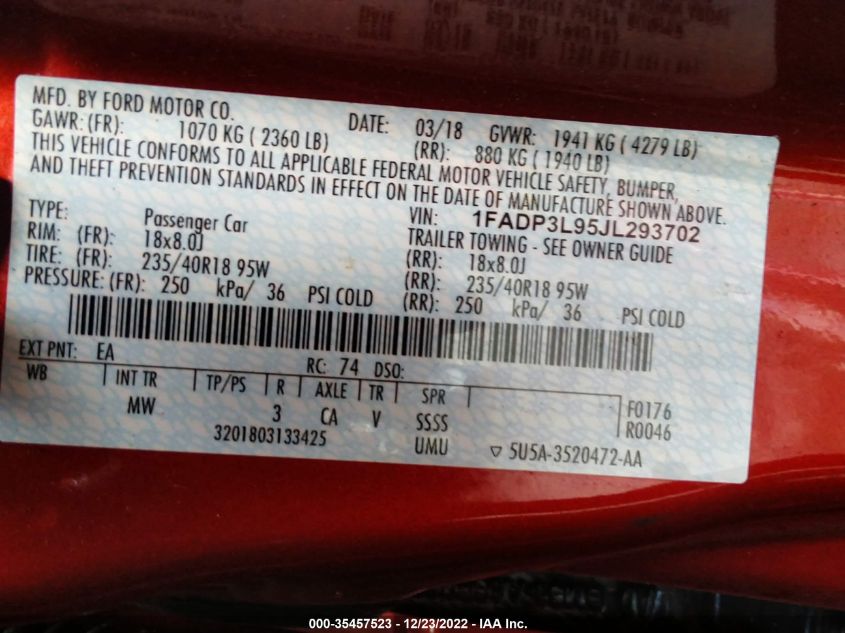 MFD. BY FORD MOTOR CO. DATE: 03/18 GVWR: 1941 KG ( 4279 LB)
GAWR: (FR): 1070 KG ( 2360 LB) (RR): 880 KG ( 1940 LB)
THIS VEHICLE CONFORMS TO ALL APPLICABLE FEDERAL MOTOR VEHICLE SAFETY, BUMPER,
AND THEFT PREVENTION STANDARDS IN EFFECT ON THE DATE OF MANUFACTURE SHOWN ABOVE.
VIN: 1FADP3L95JL293702
TYPE: Passenger Car TRAILER TOWING - SEE OWNER GUIDE
RIM: (FR): 18x8.0J (RR): 18x8.0J
TIRE: (FR): 235/40R18 95W (RR): 235/40R18 95W
PRESSURE: (FR): 250 kPa/ 36 PSI COLD (RR): 250 kPa/ 36 PSI COLD
EXT PNT: EA RC: 74 DSO:
WB INT TR TP/PS R AXLE TR SPR
MW 3 CA V SSSS F0176
3201803133425 UMU R0046
▽ 5U5A-3520472-AA
000-35457523 - 12/23/2022 - IAA Inc.